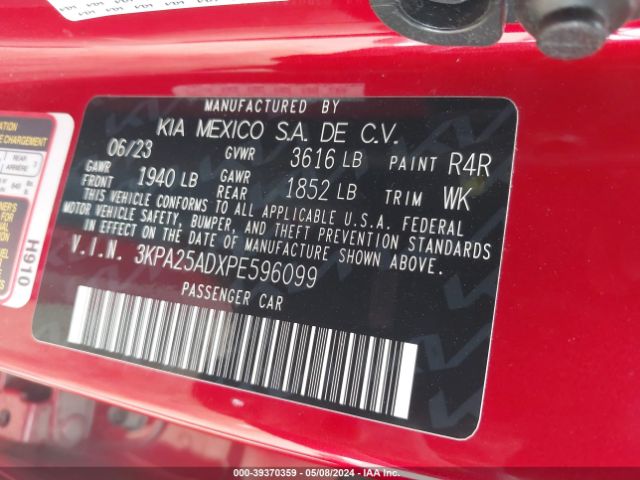 MANUFACTURED BY
KIA MEXICO S.A. DE C.V.
06/23 GVWR 3616 LB PAINT R4R
GAWR FRONT 1940 LB GAWR REAR 1852 LB TRIM WK
THIS VEHICLE CONFORMS TO ALL APPLICABLE U.S.A. FEDERAL
MOTOR VEHICLE SAFETY, BUMPER, AND THEFT PREVENTION STANDARDS
IN EFFECT ON THE DATE OF MANUFACTURE SHOWN ABOVE.
V.I.N. 3KPA25ADXPE596099
PASSENGER CAR
H910
REAR
ARRIERE
000-39370359 - 05/08/2024 - IAA Inc.